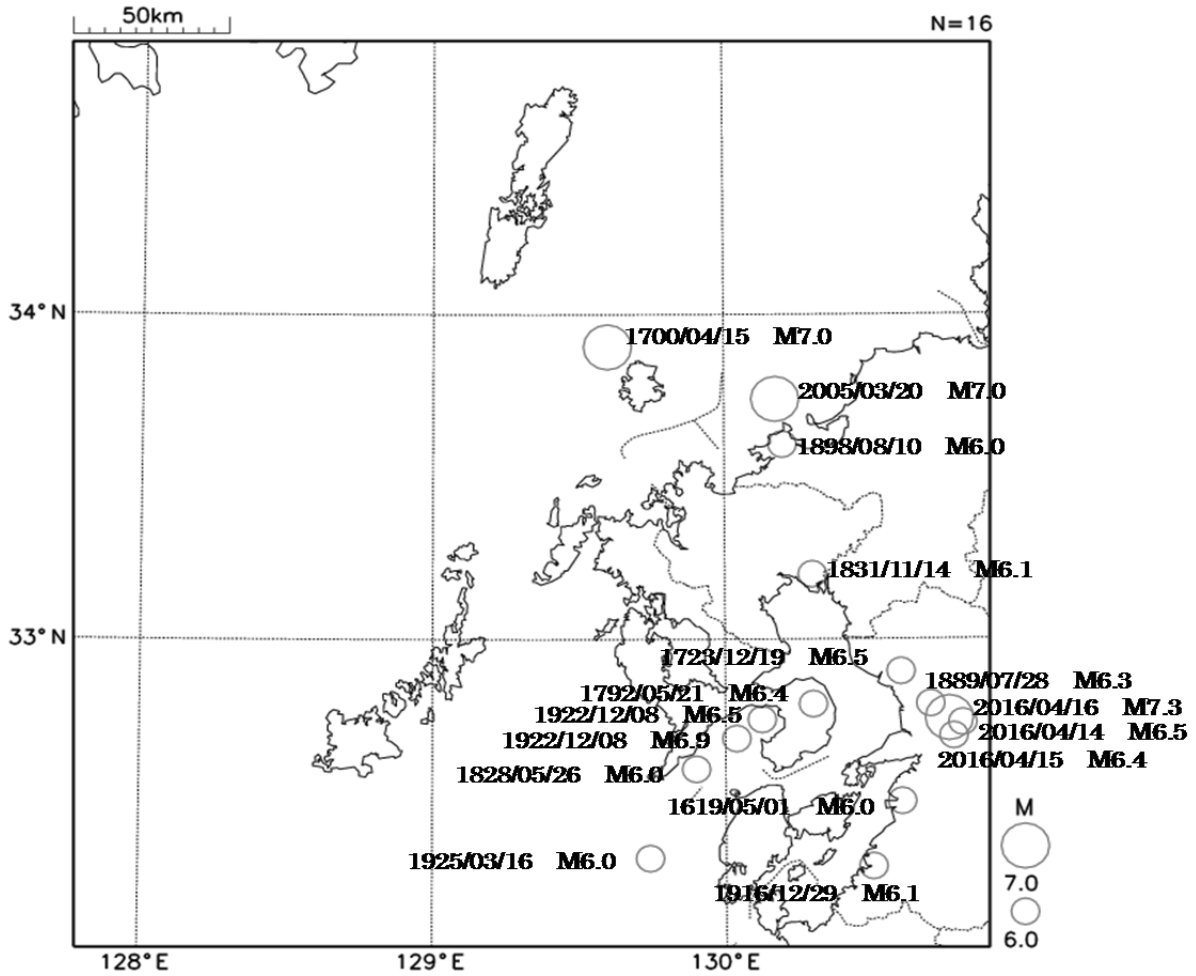 50km
N=16
34°N
1700/04/15 M7.0
2005/03/20 M7.0
1898/08/10 M6.0
1831/11/14 M6.1
33°N
1723/12/19 M6.5
1889/07/28 M6.3
1792/05/21 M6.4
2016/04/16 M7.3
1922/12/08 M6.5
2016/04/14 M6.5
1922/12/08 M6.9
2016/04/15 M6.4
1828/05/26 M6.0
1619/05/01 M6.0
M
1925/03/16 M6.0
7.0
1916/12/29 M6.1
6.0
128°E
129°E
130°E